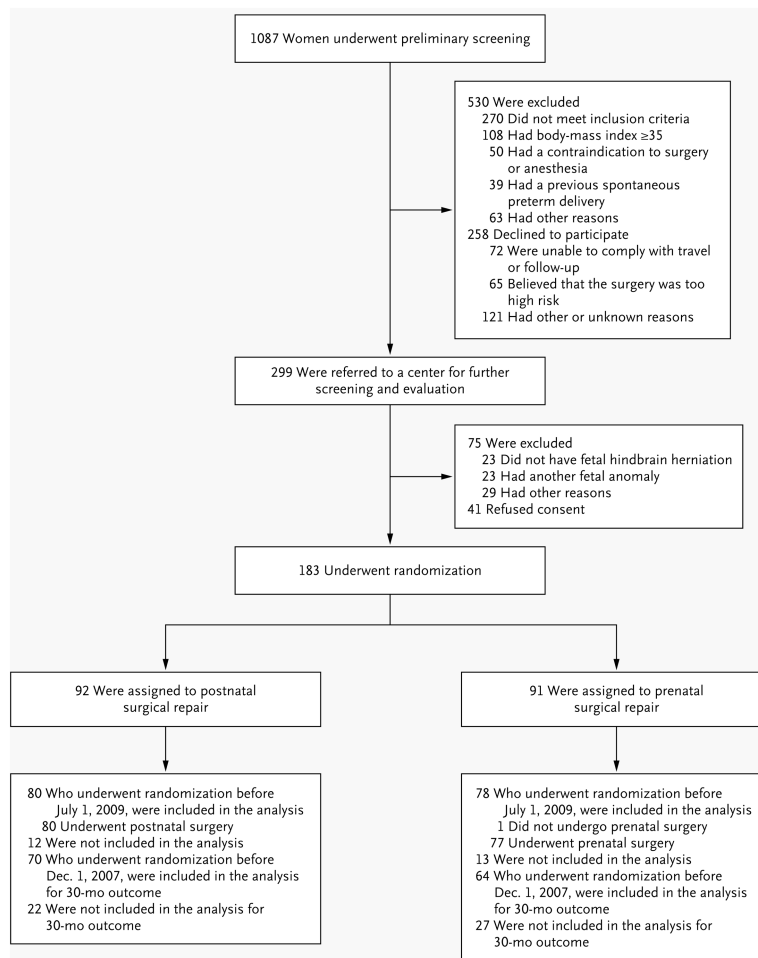 1087 Women underwent preliminary screening
530 Were excluded
270 Did not meet inclusion criteria
108 Had body-mass index ≥35
50 Had a contraindication to surgery
or anesthesia
39 Had a previous spontaneous
preterm delivery
63 Had other reasons
258 Declined to participate
72 Were unable to comply with travel
or follow-up
65 Believed that the surgery was too
high risk
121 Had other or unknown reasons
299 Were referred to a center for further
screening and evaluation
75 Were excluded
23 Did not have fetal hindbrain herniation
23 Had another fetal anomaly
29 Had other reasons
41 Refused consent
183 Underwent randomization
92 Were assigned to postnatal
surgical repair
91 Were assigned to prenatal
surgical repair
80 Who underwent randomization before
July 1, 2009, were included in the analysis
80 Underwent postnatal surgery
12 Were not included in the analysis
70 Who underwent randomization before
Dec. 1, 2007, were included in the analysis
for 30-mo outcome
22 Were not included in the analysis for
30-mo outcome
78 Who underwent randomization before
July 1, 2009, were included in the analysis
1 Did not undergo prenatal surgery
77 Underwent prenatal surgery
13 Were not included in the analysis
64 Who underwent randomization before
Dec. 1, 2007, were included in the analysis
for 30-mo outcome
27 Were not included in the analysis for
30-mo outcome